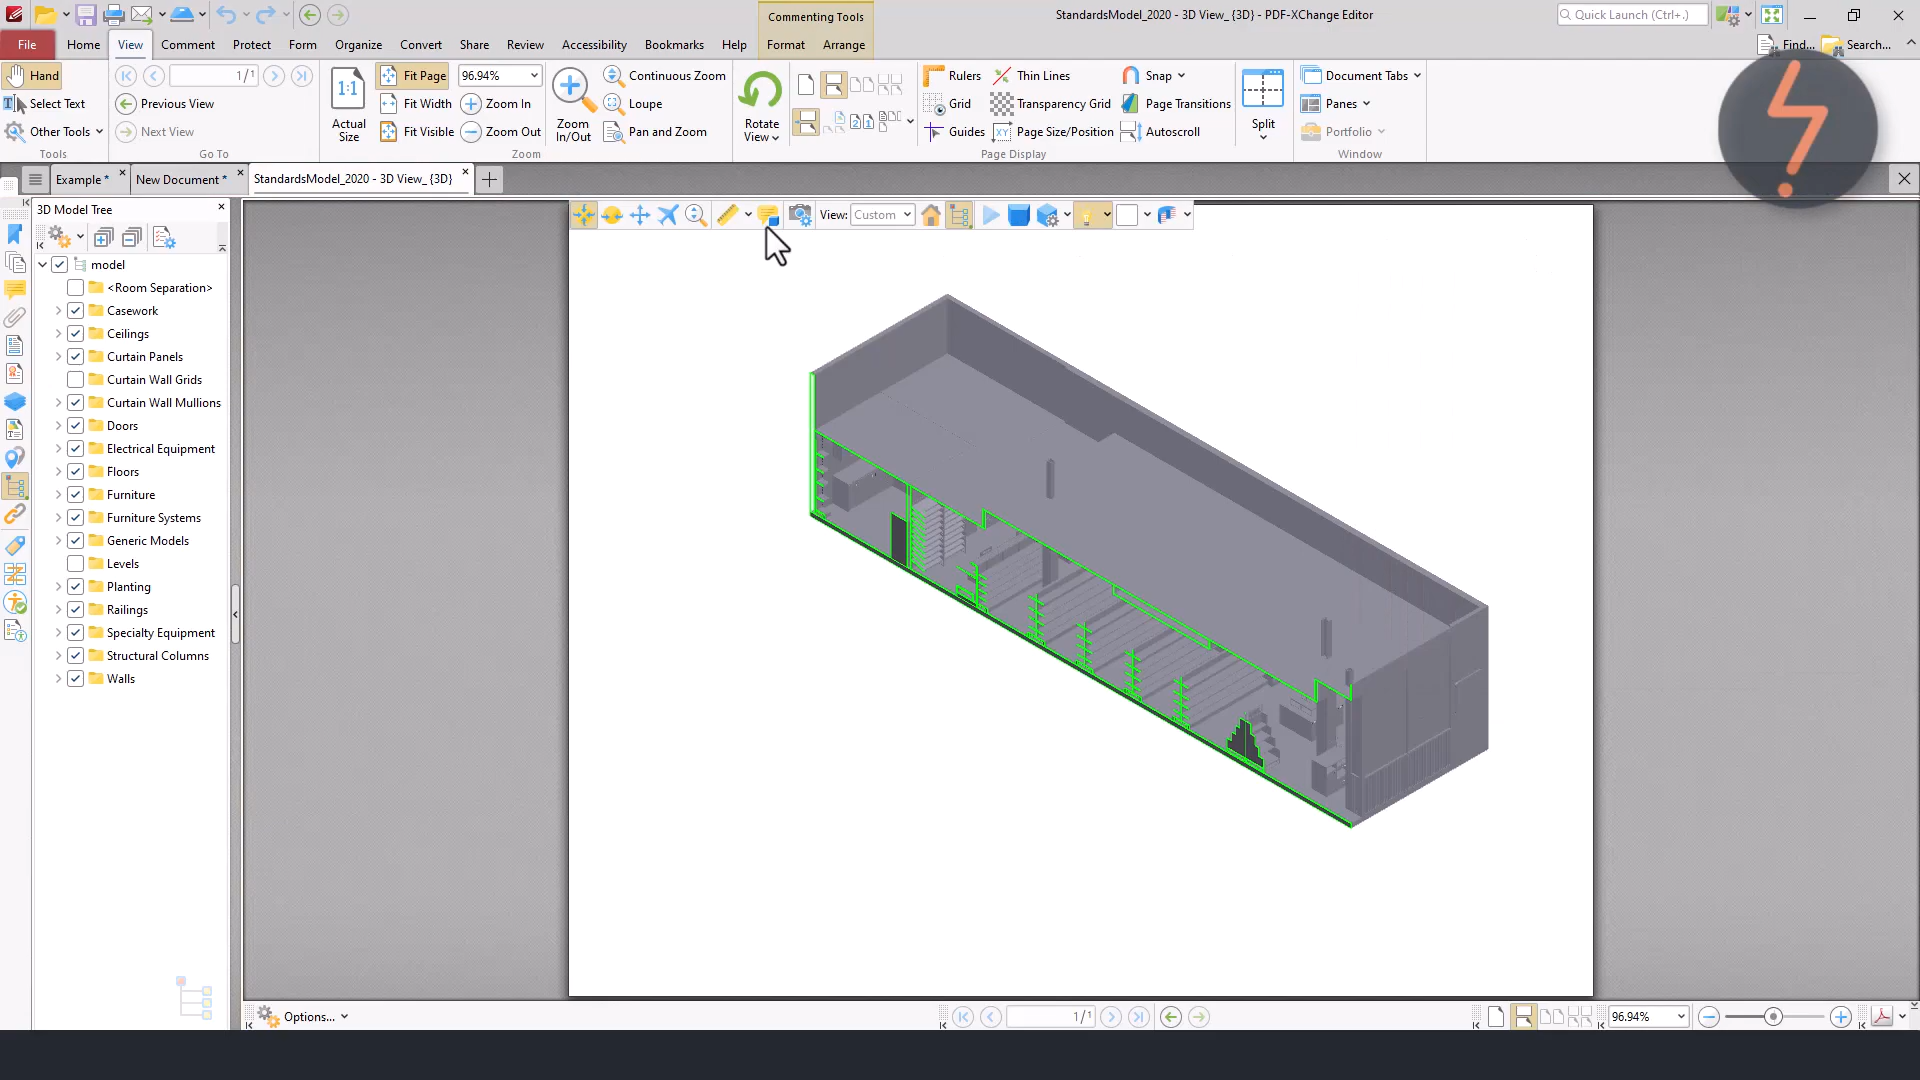 Commenting Tools
StandardsModel_2020 - 3D View_ {3D} - PDF-XChange Editor
Quick Launch (Ctrl+.)
File Home View Comment Protect Form Organize Convert Share Review Accessibility Bookmarks Help Format Arrange
Find...
Search...
Hand
Select Text
Other Tools
Tools
1/1
Previous View
Next View
Go To
1:1
Actual Size
Fit Page
Fit Width
Fit Visible
96.94%
Zoom In
Zoom Out
Zoom In/Out
Continuous Zoom
Loupe
Pan and Zoom
Zoom
Rotate View
Rulers
Grid
Guides
Thin Lines
Transparency Grid
Page Size/Position
Page Display
Snap
Page Transitions
Autoscroll
Split
Document Tabs
Panes
Portfolio
Window
Example *
New Document *
StandardsModel_2020 - 3D View_ {3D}
3D Model Tree
View: Custom
model
<Room Separation>
Casework
Ceilings
Curtain Panels
Curtain Wall Grids
Curtain Wall Mullions
Doors
Electrical Equipment
Floors
Furniture
Furniture Systems
Generic Models
Levels
Planting
Railings
Specialty Equipment
Structural Columns
Walls
Options...
1/1
96.94%